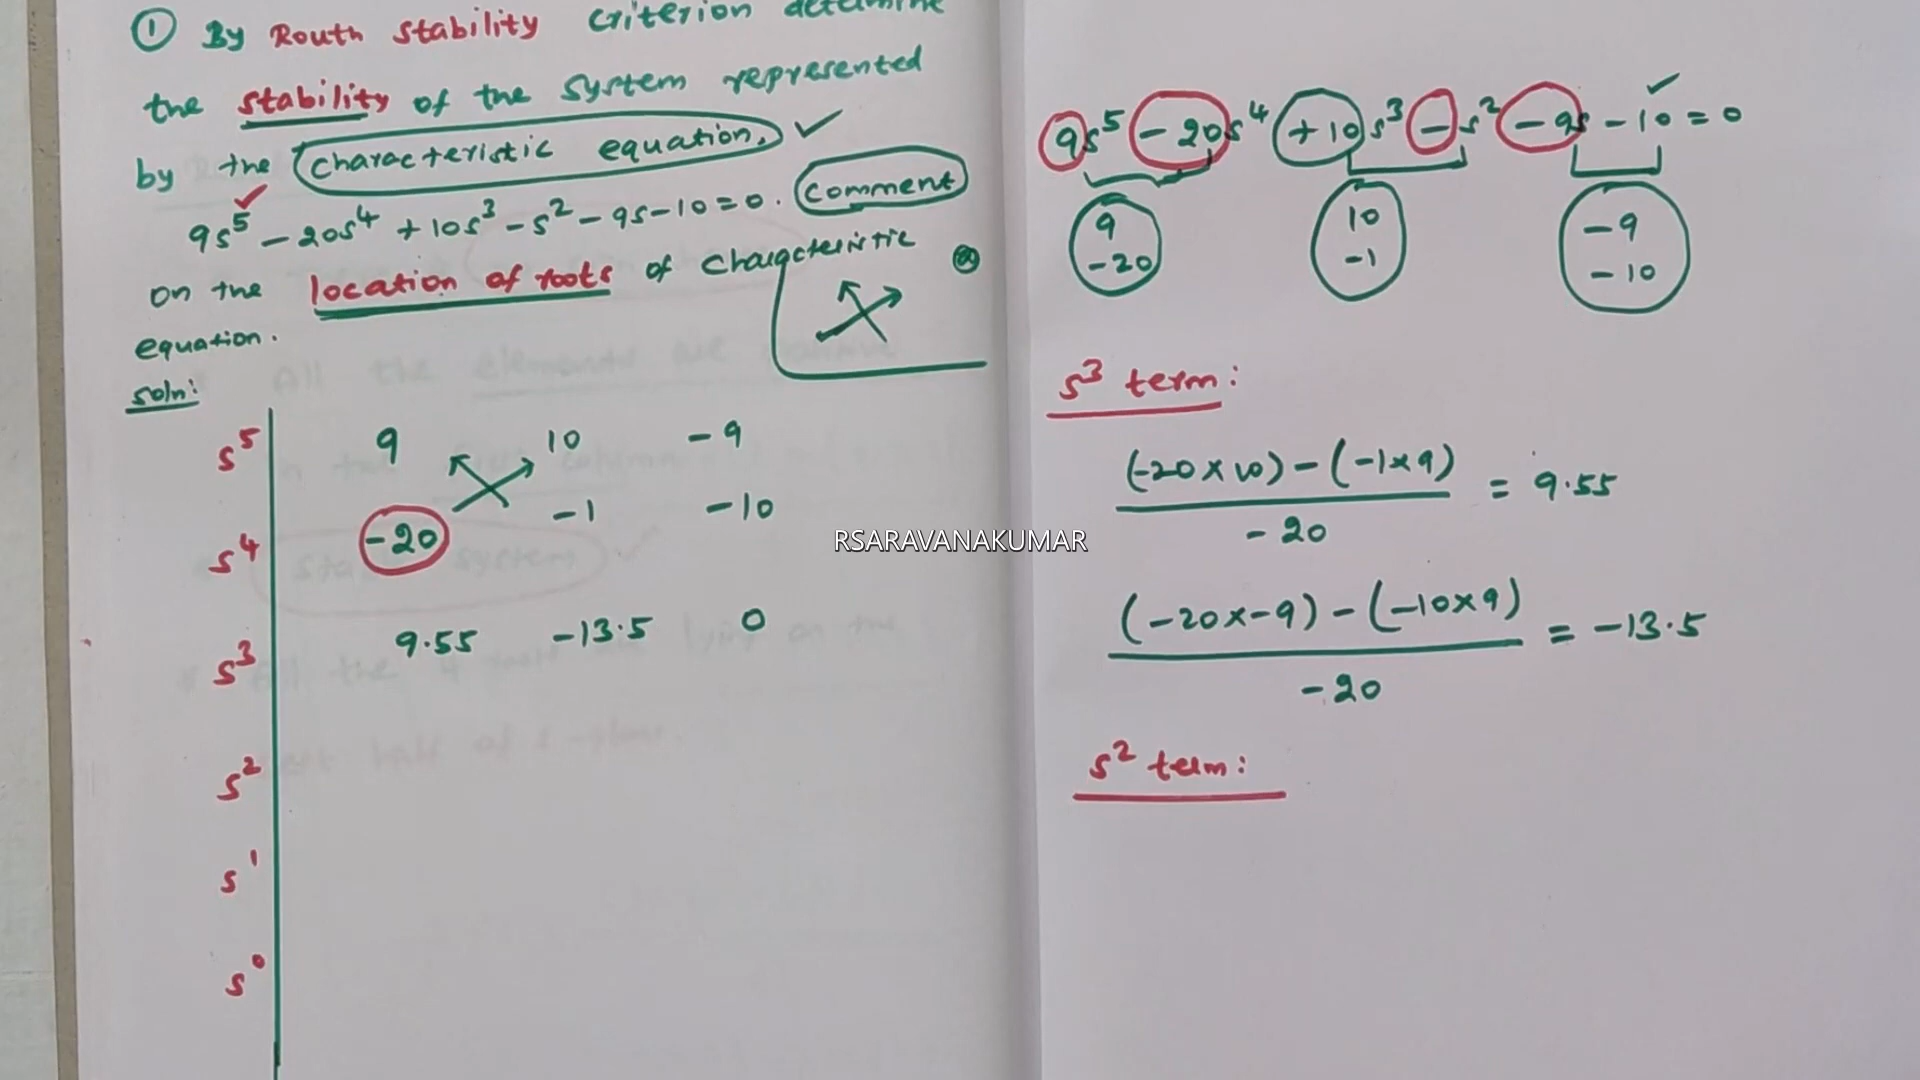 ① By Routh stability criterion determine
the stability of the system represented
by the characteristic equation,
9s⁵ - 20s⁴ + 10s³ - s² - 9s - 10 = 0. comment
on the location of roots of characteristic
equation.
soln:
s⁵ 9 10 -9
s⁴ -20 -1 -10
s³ 9.55 -13.5 0
s²
s¹
s⁰
RSARAVANAKUMAR
9s⁵ - 20s⁴ + 10s³ - s² - 9s - 10 = 0
9 10 -9
-20 -1 -10
s³ term:
(-20 × 10) - (-1 × 9)
= 9.55
-20
(-20 × -9) - (-10 × 9)
= -13.5
-20
s² term: